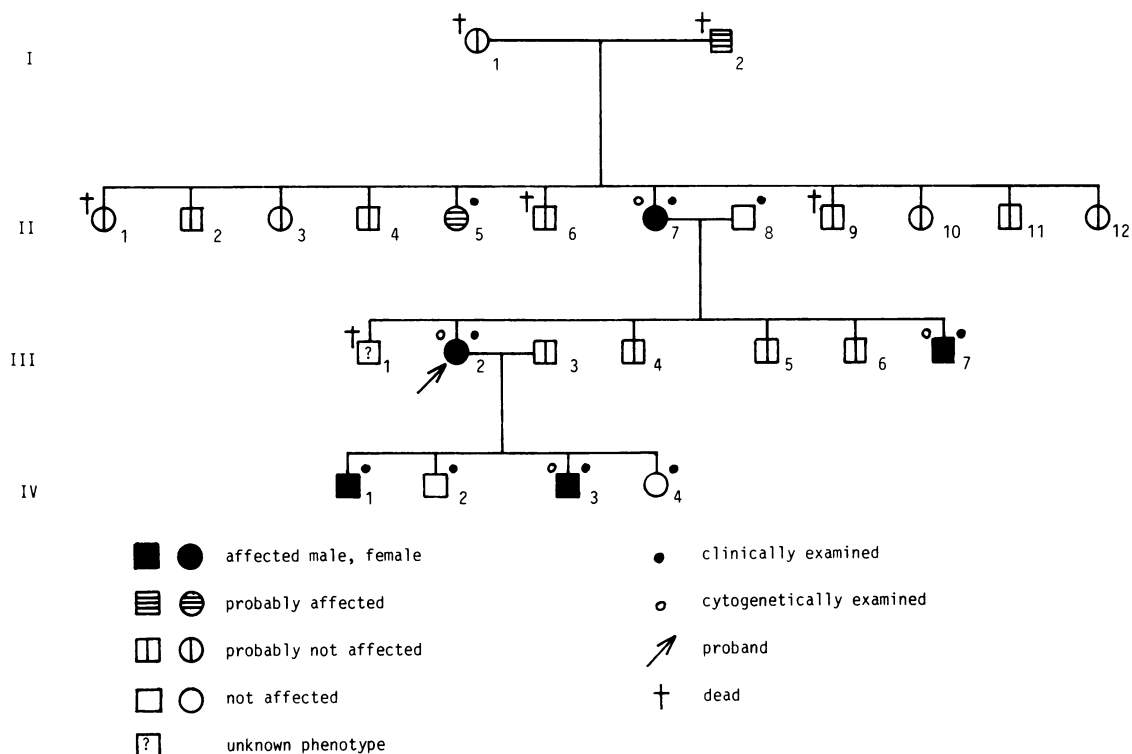 I
1 2
II
1 2 3 4 5 6 7 8 9 10 11 12
III
? 1 2 3 4 5 6 7
IV
1 2 3 4
affected male, female
clinically examined
probably affected
cytogenetically examined
probably not affected
proband
not affected
dead
? unknown phenotype